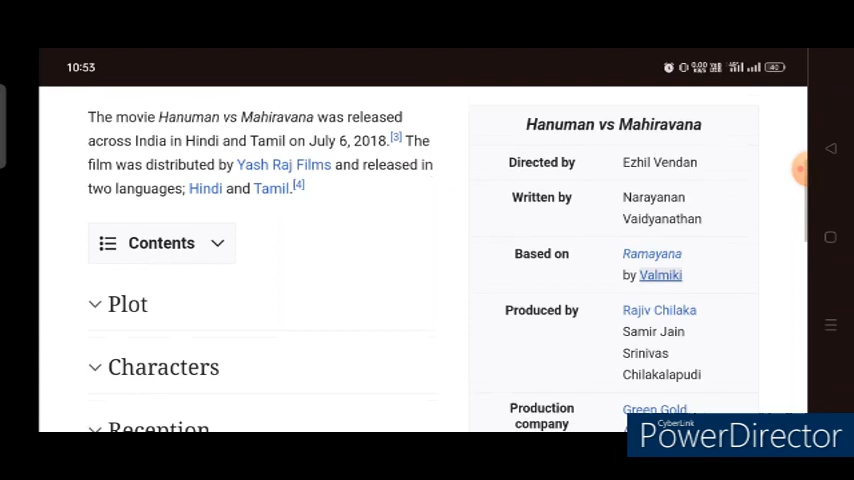 10:53
40
The movie Hanuman vs Mahiravana was released
across India in Hindi and Tamil on July 6, 2018.[3] The
film was distributed by Yash Raj Films and released in
two languages; Hindi and Tamil.[4]
Contents
Plot
Characters
Reception
Hanuman vs Mahiravana
Directed by Ezhil Vendan
Written by Narayanan
Vaidyanathan
Based on Ramayana
by Valmiki
Produced by Rajiv Chilaka
Samir Jain
Srinivas
Chilakalapudi
Production Green Gold
company
CyberLink
PowerDirector